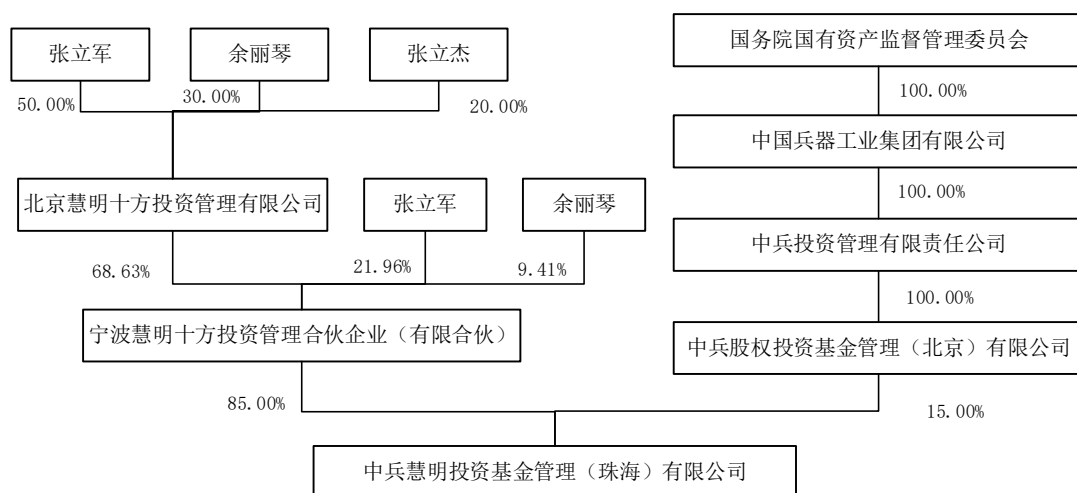 国务院国有资产监督管理委员会
张立军
余丽琴
张立杰
50.00%
30.00%
20.00%
100.00%
中国兵器工业集团有限公司
100.00%
北京慧明十方投资管理有限公司
张立军
余丽琴
中兵投资管理有限责任公司
68.63%
21.96%
9.41%
100.00%
宁波慧明十方投资管理合伙企业（有限合伙）
中兵股权投资基金管理（北京）有限公司
85.00%
15.00%
中兵慧明投资基金管理（珠海）有限公司